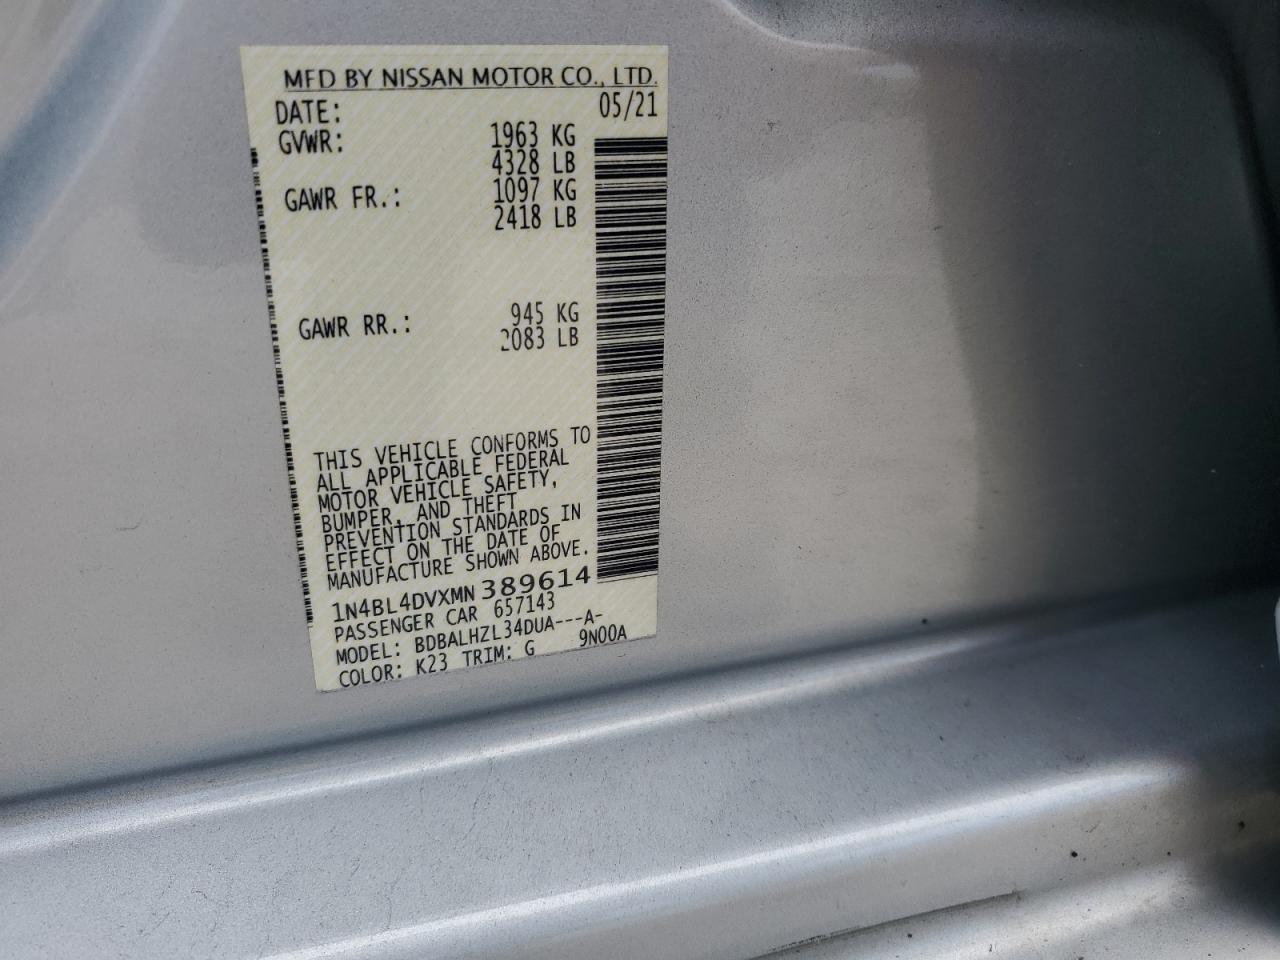 MFD BY NISSAN MOTOR CO., LTD.
DATE: 05/21
GVWR: 1963 KG
4328 LB
GAWR FR.: 1097 KG
2418 LB
GAWR RR.: 945 KG
2083 LB
THIS VEHICLE CONFORMS TO
ALL APPLICABLE FEDERAL
MOTOR VEHICLE SAFETY,
BUMPER, AND THEFT
PREVENTION STANDARDS IN
EFFECT ON THE DATE OF
MANUFACTURE SHOWN ABOVE.
1N4BL4DVXMN389614
PASSENGER CAR 657143
MODEL: BDBALHZL34DUA---A-
COLOR: K23 TRIM: G 9N00A